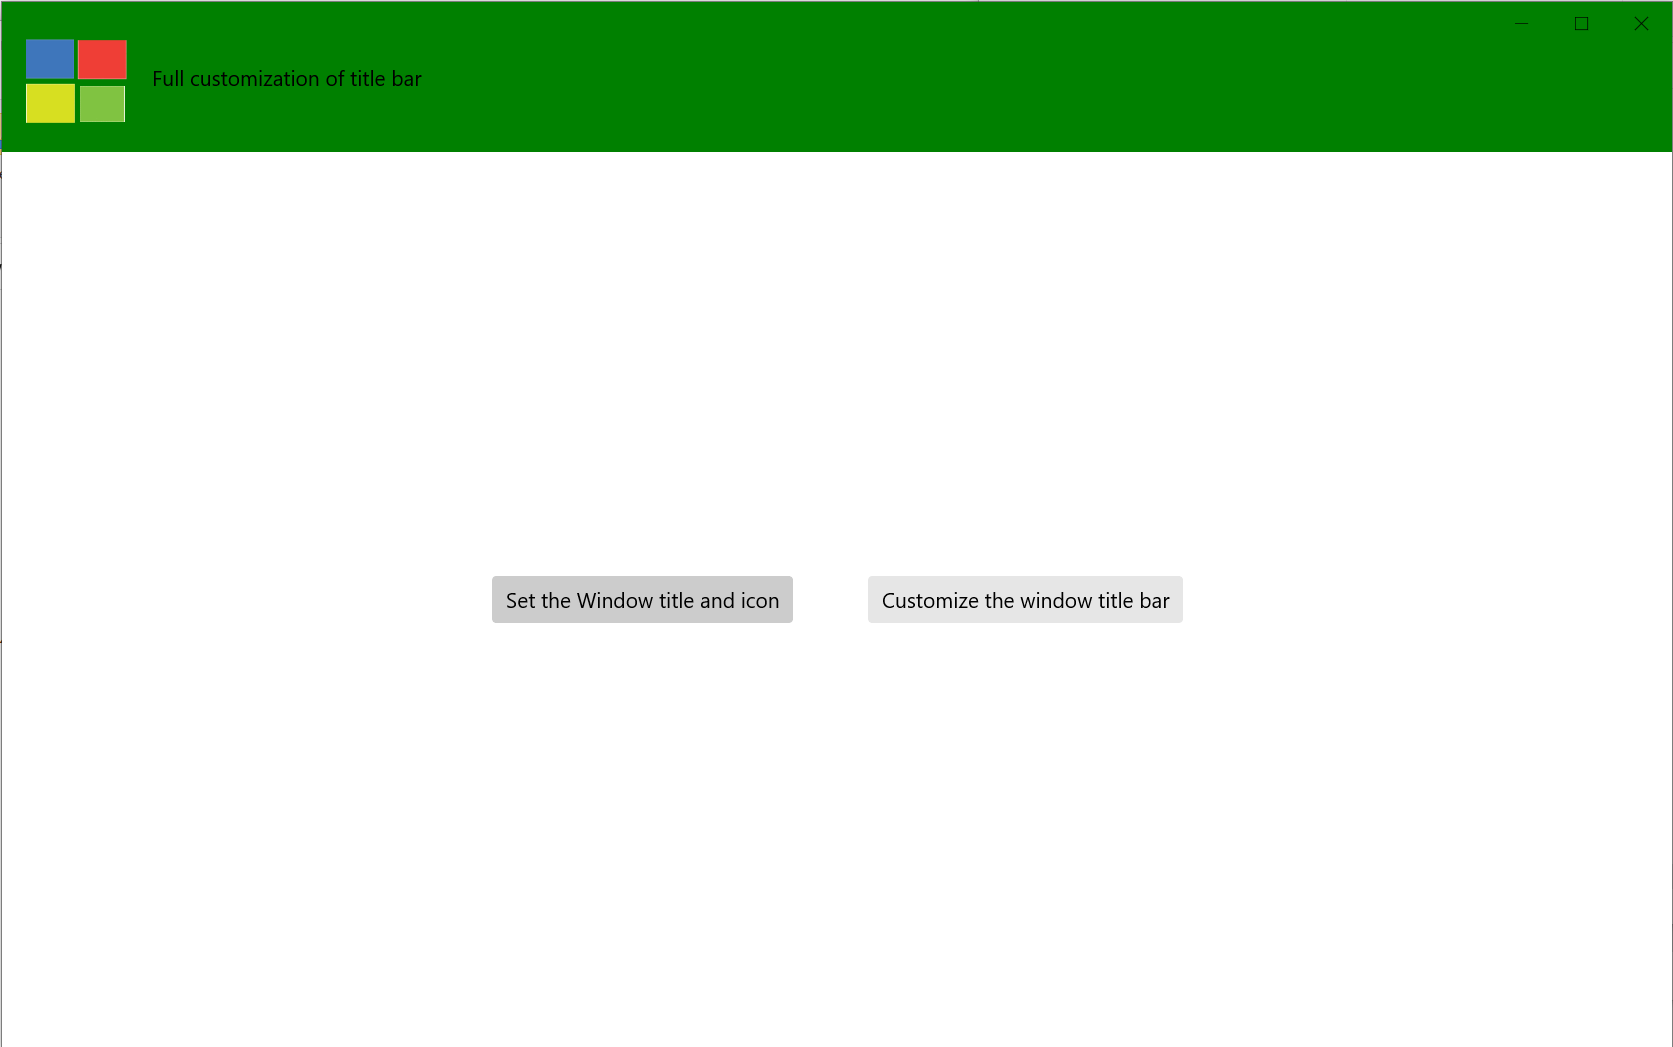 Full customization of title bar
Set the Window title and icon
Customize the window title bar